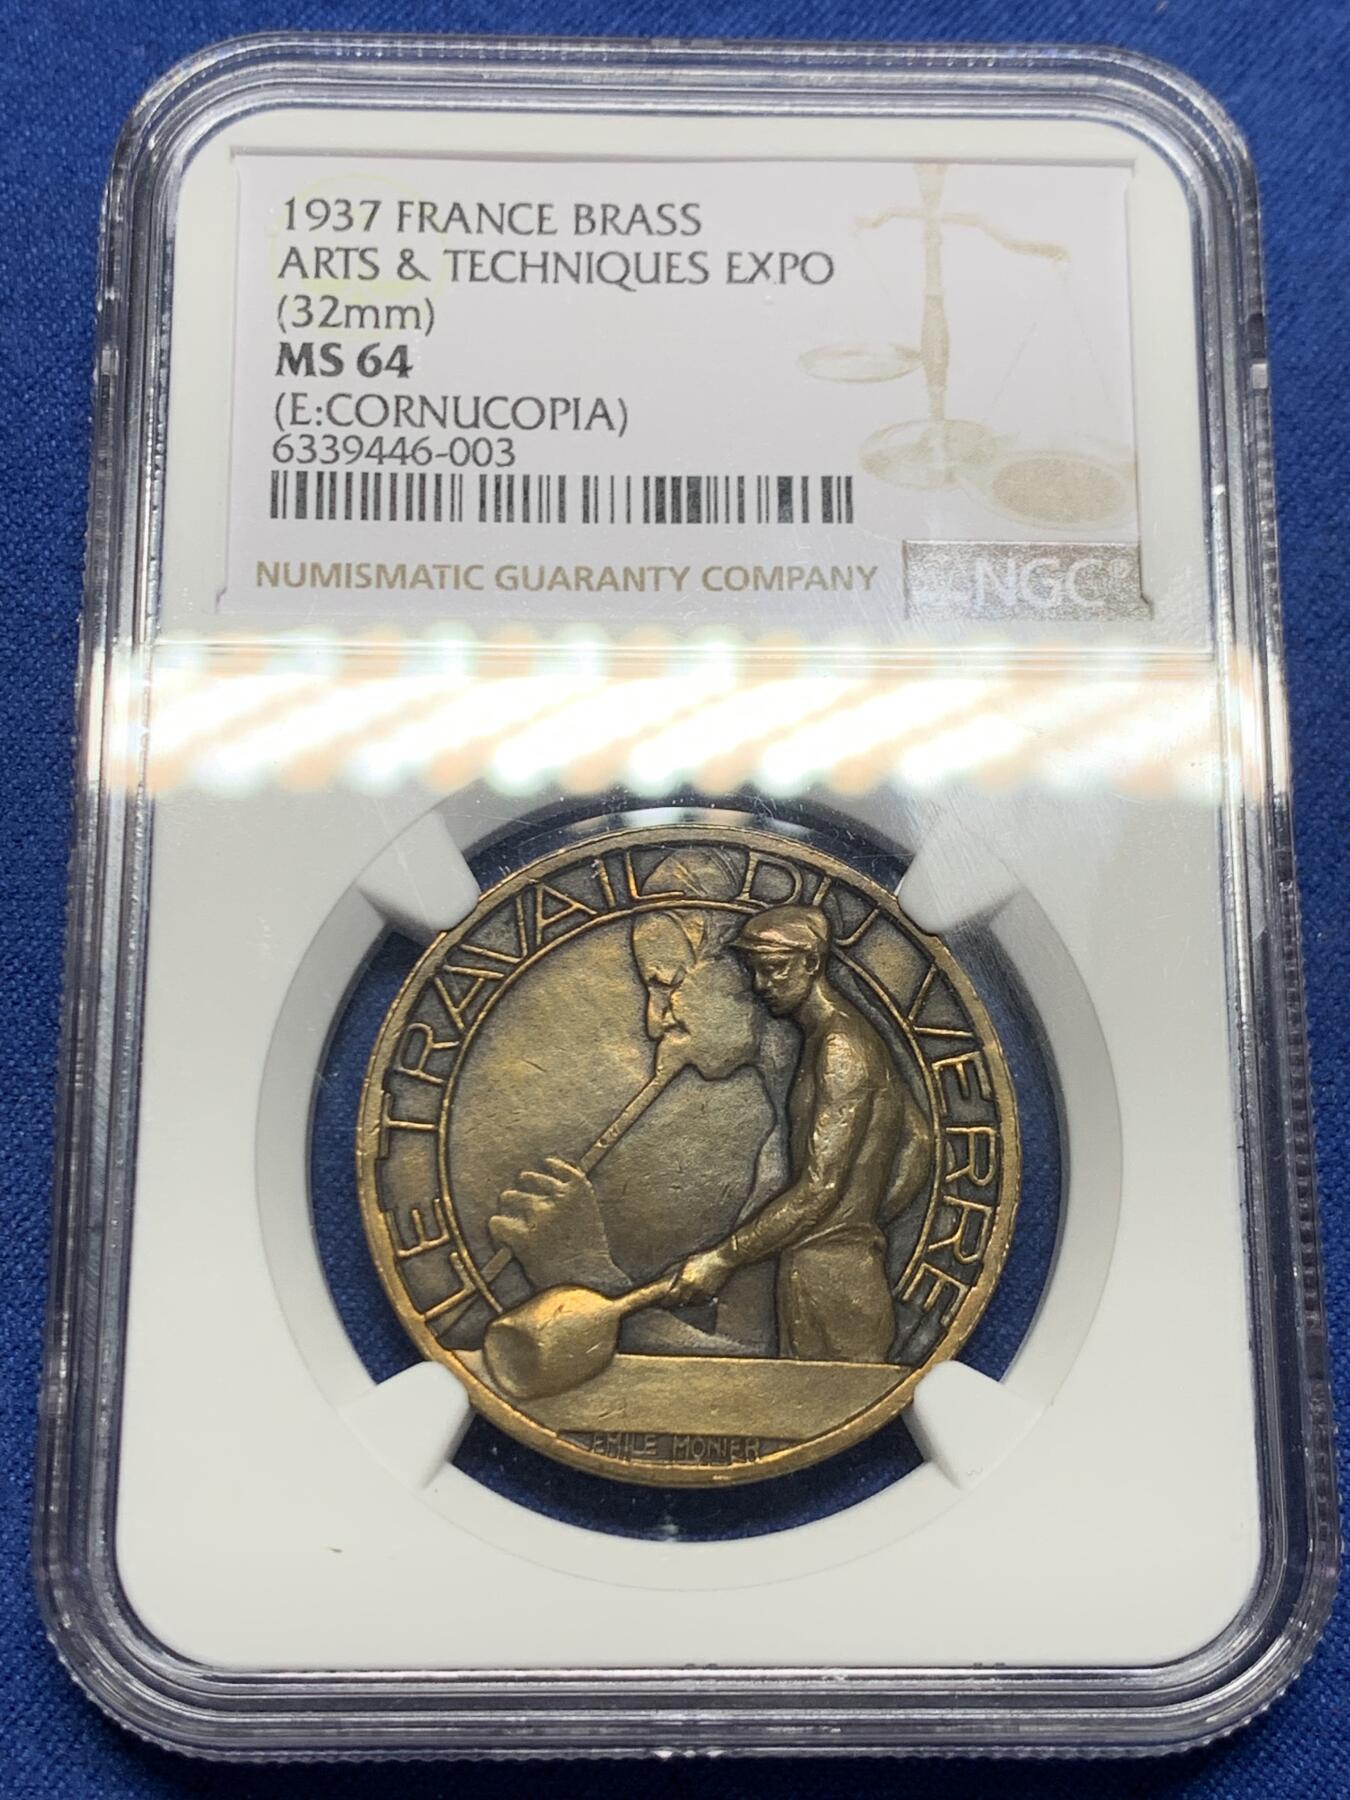 1937 FRANCE BRASS
ARTS & TECHNIQUES EXPO
(32mm)
MS 64
(E:CORNUCOPIA)
6339446-003
NUMISMATIC GUARANTY COMPANY
NGC®
LE TRAVAIL DU VERRE
EMILE MONIER